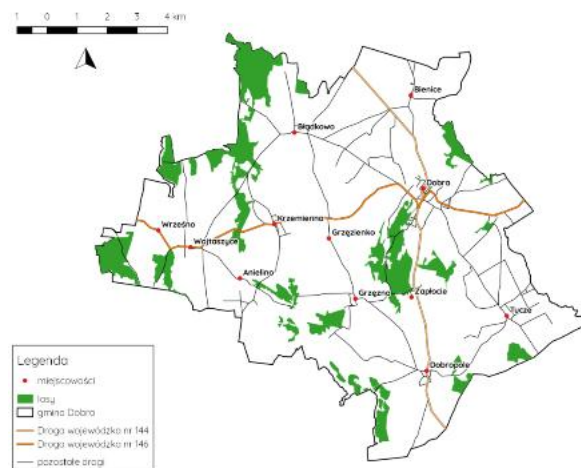 1 0 1 2 3 4 km
Bienice
Błądkowo
Dobra
Wrześno
Krzemienna
Wojtaszyce
Grzęzienko
Anielino
Grzęzno
Zapłocie
Tucze
Dobropole
Legenda
miejscowości
lasy
gmina Dobra
Droga wojewódzka nr 144
Droga wojewódzka nr 146
pozostałe drogi